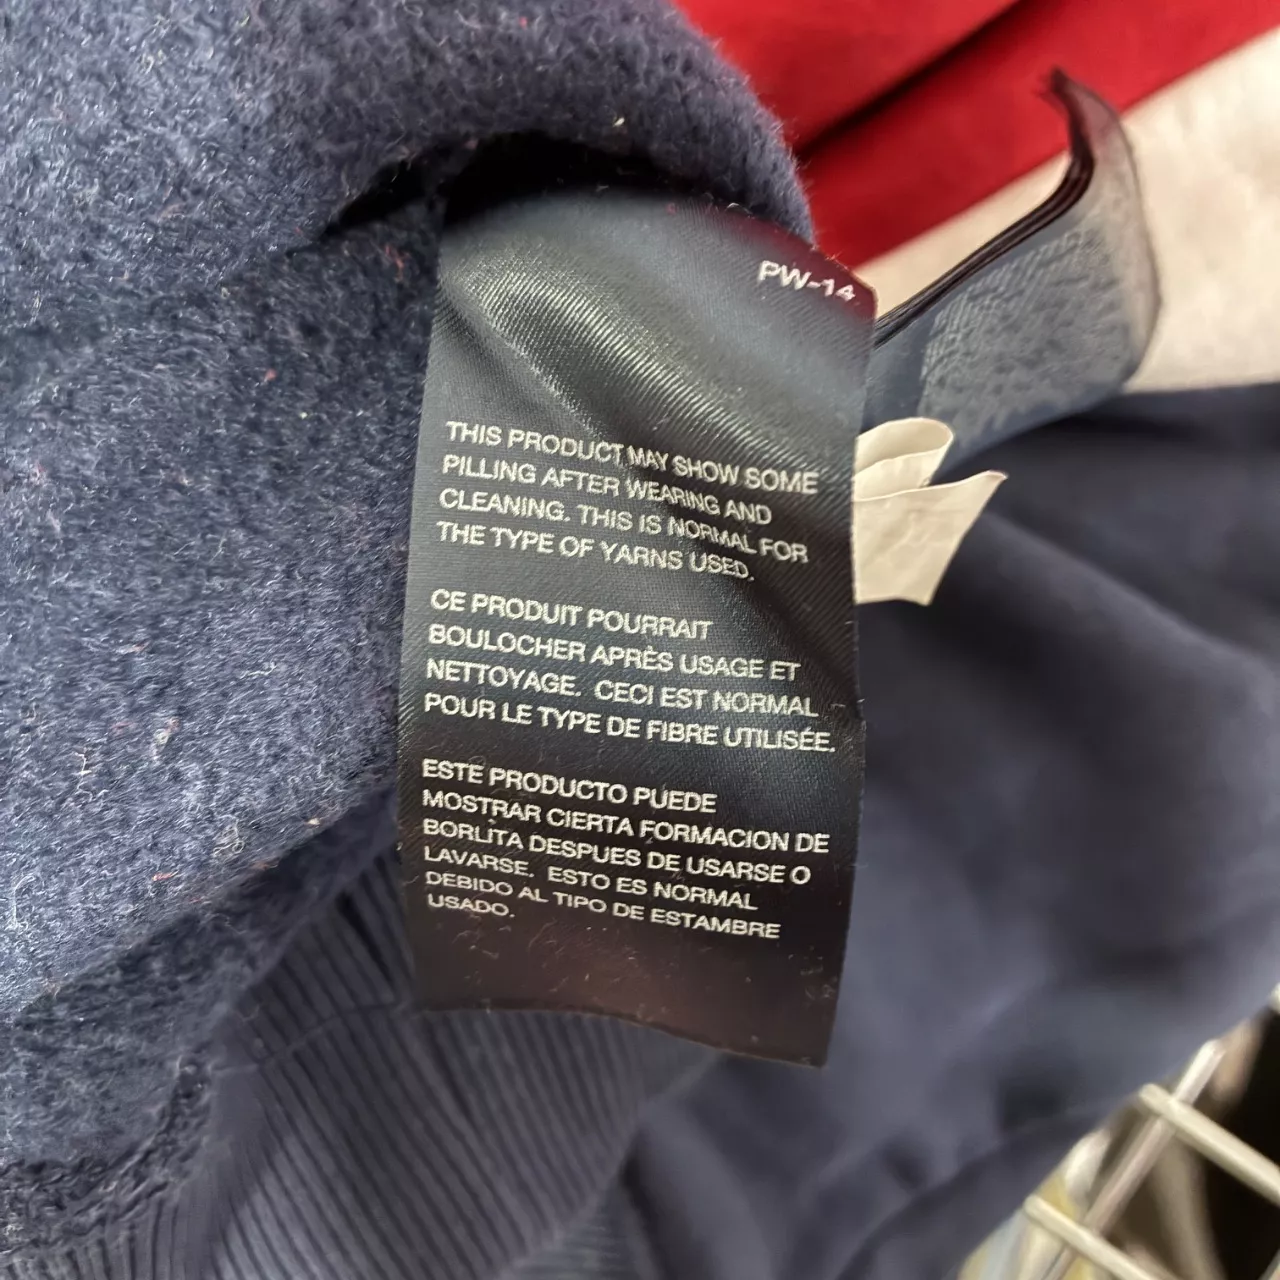 PW-14
THIS PRODUCT MAY SHOW SOME
PILLING AFTER WEARING AND
CLEANING. THIS IS NORMAL FOR
THE TYPE OF YARNS USED.
CE PRODUIT POURRAIT
BOULOCHER APRÈS USAGE ET
NETTOYAGE. CECI EST NORMAL
POUR LE TYPE DE FIBRE UTILISÉE.
ESTE PRODUCTO PUEDE
MOSTRAR CIERTA FORMACION DE
BORLITA DESPUES DE USARSE O
LAVARSE. ESTO ES NORMAL
DEBIDO AL TIPO DE ESTAMBRE
USADO.